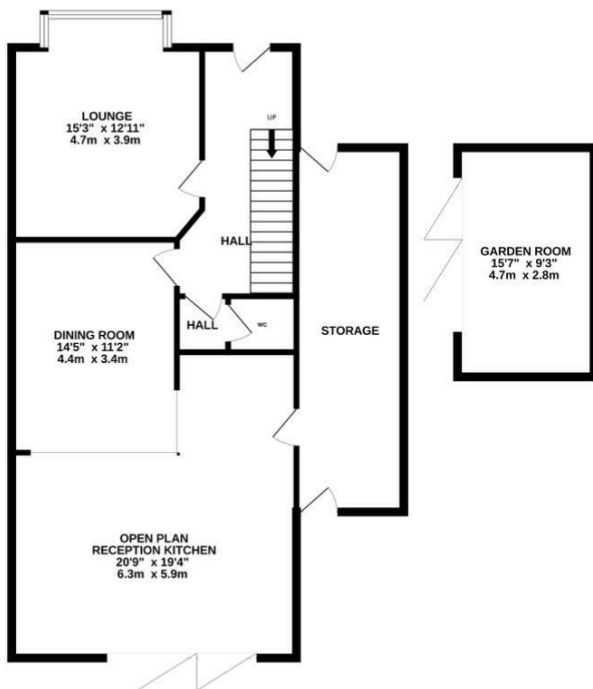 LOUNGE
15'3" x 12'11"
4.7m x 3.9m
UP
HALL
GARDEN ROOM
15'7" x 9'3"
4.7m x 2.8m
HALL
WC
STORAGE
DINING ROOM
14'5" x 11'2"
4.4m x 3.4m
OPEN PLAN
RECEPTION KITCHEN
20'9" x 19'4"
6.3m x 5.9m